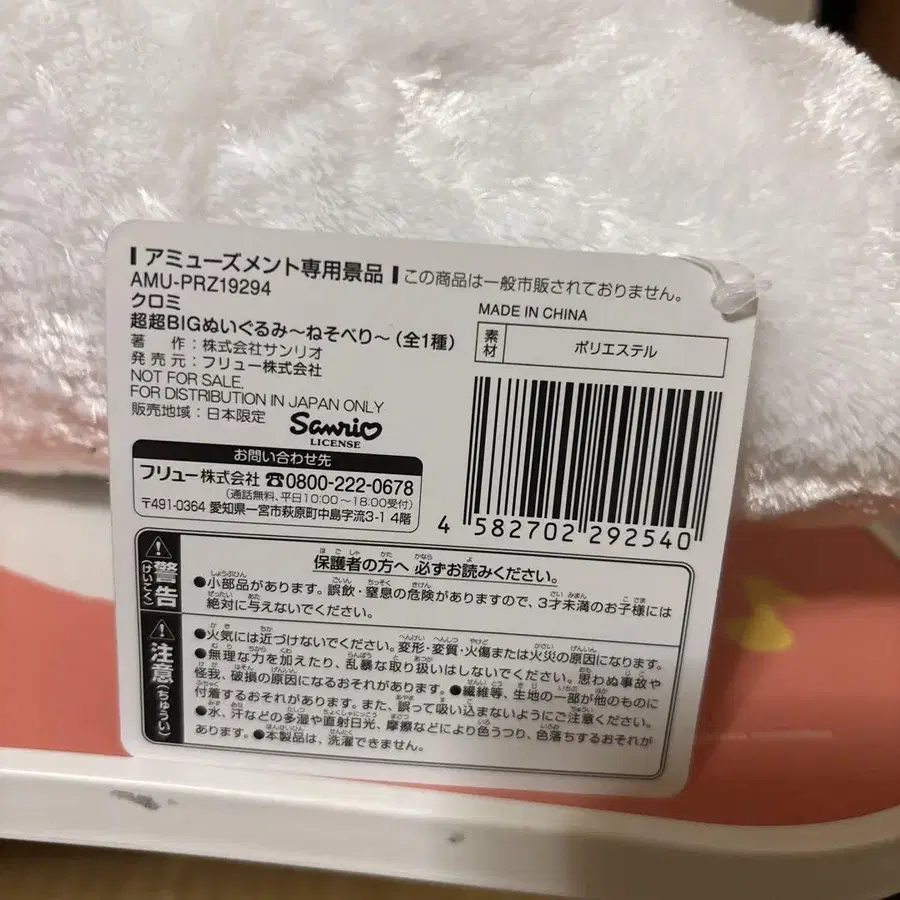 アミューズメント専用景品
この商品は一般市販されておりません。
AMU-PRZ19294
クロミ
超超BIGぬいぐるみ～ねそべり～(全1種)
著　作：株式会社サンリオ
発売元：フリュー株式会社
NOT FOR SALE.
FOR DISTRIBUTION IN JAPAN ONLY
販売地域：日本限定
Sanrio
LICENSE
お問い合わせ先
フリュー株式会社 ☎0800-222-0678
(通話無料、平日10:00～18:00受付)
〒491-0364 愛知県一宮市萩原町中島字流3-1 4階
MADE IN CHINA
素材 ポリエステル
4 582702 292540
警告(けいこく)
保護者の方へ 必ずお読みください。
●小部品があります。誤飲・窒息の危険がありますので、3才未満のお子様には
絶対に与えないでください。
注意(ちゅうい)
●火気には近づけないでください。変形・変質・火傷または火災の原因になります。
●無理な力を加えたり、乱暴な取り扱いはしないでください。思わぬ事故や
怪我、破損の原因になるおそれがあります。●繊維等、生地の一部が他のものに
付着するおそれがあります。また、誤って吸い込まないようにご注意ください。
●水、汗などの多湿や直射日光、摩擦などにより色うつり、色落ちするおそれが
あります。●本製品は、洗濯できません。